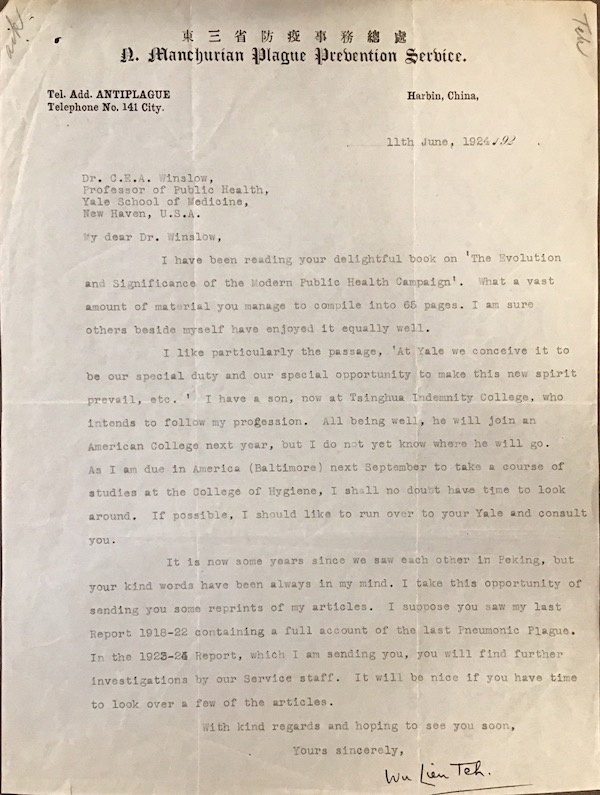 東三省防疫事務總處
N. Manchurian Plague Prevention Service.
Teh
Tel. Add. ANTIPLAGUE
Telephone No. 141 City.
Harbin, China,
11th June, 1924 192
Dr. C.E.A. Winslow,
Professor of Public Health,
Yale School of Medicine,
New Haven, U.S.A.
My dear Dr. Winslow,
I have been reading your delightful book on 'The Evolution
and Significance of the Modern Public Health Campaign'. What a vast
amount of material you manage to compile into 65 pages. I am sure
others beside myself have enjoyed it equally well.
I like particularly the passage, 'At Yale we conceive it to
be our special duty and our special opportunity to make this new spirit
prevail, etc. ' I have a son, now at Tsinghua Indemnity College, who
intends to follow my profession. All being well, he will join an
American College next year, but I do not yet know where he will go.
As I am due in America (Baltimore) next September to take a course of
studies at the College of Hygiene, I shall no doubt have time to look
around. If possible, I should like to run over to your Yale and consult
you.
It is now some years since we saw each other in Peking, but
your kind words have been always in my mind. I take this opportunity of
sending you some reprints of my articles. I suppose you saw my last
Report 1918-22 containing a full account of the last Pneumonic Plague.
In the 1923-24 Report, which I am sending you, you will find further
investigations by our Service staff. It will be nice if you have time
to look over a few of the articles.
With kind regards and hoping to see you soon,
Yours sincerely,
Wu Lien Teh.